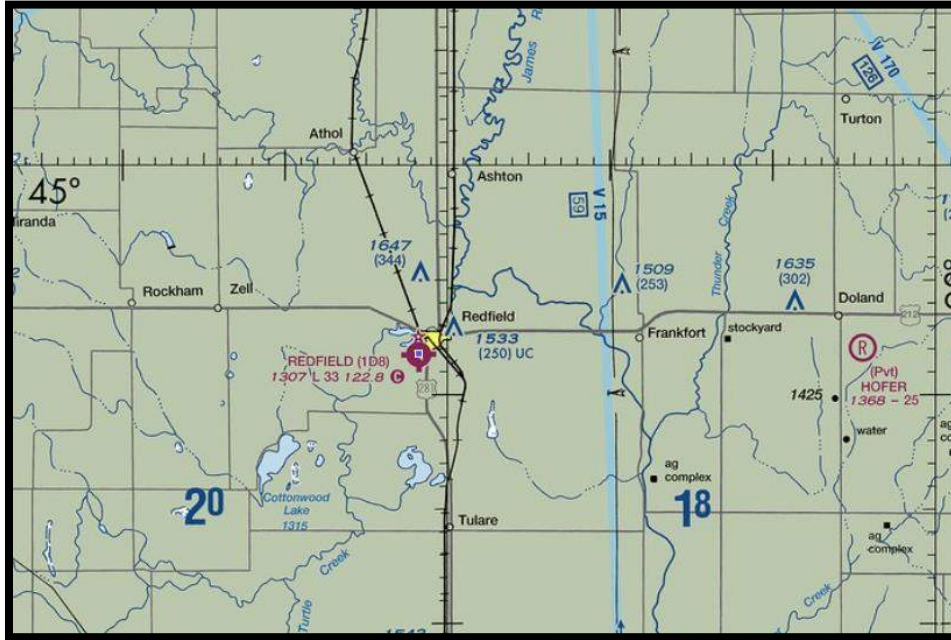 V 170
126
Turton
James
Athol
Ashton
45°
V 15
59
Creek
Thunder
1647
(344)
1509
(253)
1635
(302)
Rockham
Zell
Redfield
1533
(250) UC
Frankfort
stockyard
Doland
212
REDFIELD (1D8)
1307 L 33 122.8 C
281
R
(Pvt)
HOFER
1368 - 25
1425
water
ag
complex
20
18
Cottonwood
Lake
1315
Tulare
ag
complex
Creek
Turtle
Creek